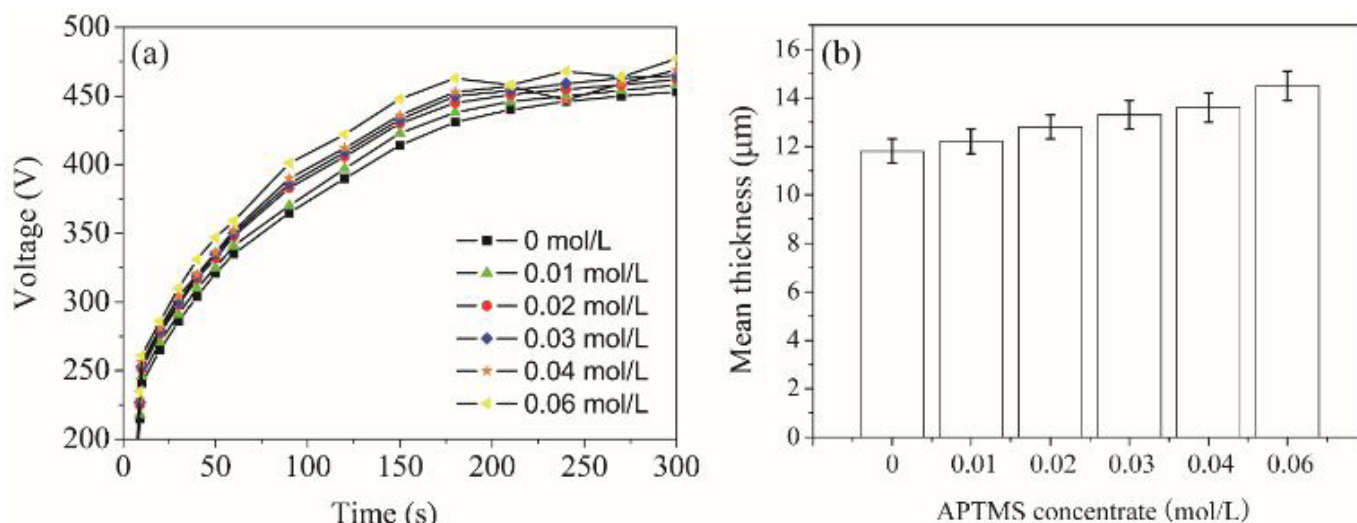 (a)
500
450
400
350
300
250
200
Voltage (V)
0 50 100 150 200 250 300
Time (s)
0 mol/L
0.01 mol/L
0.02 mol/L
0.03 mol/L
0.04 mol/L
0.06 mol/L
(b)
16
14
12
10
8
6
4
2
0
Mean thickness (μm)
0 0.01 0.02 0.03 0.04 0.06
APTMS concentrate (mol/L)